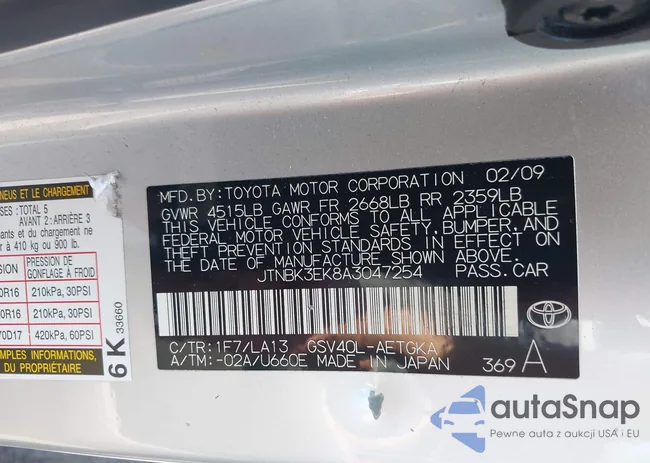 NEUS ET LE CHARGEMENT
SES: TOTAL 5
AVANT 2: ARRIÈRE 3
ants et du chargement ne
r à 410 kg ou 900 lb.
SION PRESSION DE
GONFLAGE À FROID
0R16 210kPa, 30PSI
0R16 210kPa, 30PSI
70D17 420kPa, 60PSI
MPLES INFORMATIONS,
EL DU PROPRIÉTAIRE
6K 33660
MFD. BY: TOYOTA MOTOR CORPORATION 02/09
GVWR 4515LB GAWR FR 2668LB RR 2359LB
THIS VEHICLE CONFORMS TO ALL APPLICABLE
FEDERAL MOTOR VEHICLE SAFETY, BUMPER, AND
THEFT PREVENTION STANDARDS IN EFFECT ON
THE DATE OF MANUFACTURE SHOWN ABOVE.
JTNBK3EK8A3047254 PASS. CAR
C/TR: 1F7/LA13 GSV40L-AETGKA
A/TM: -02A/U660E MADE IN JAPAN
369 A
autoSnap
Pewne auta z aukcji USA i EU